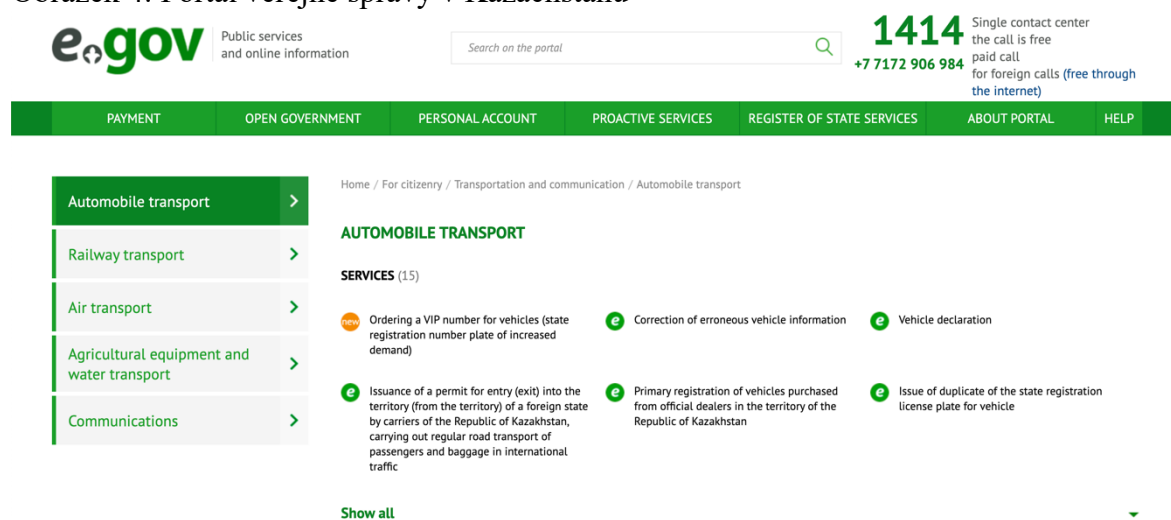 Obrázok 4: Portál verejnej správy v Kazachstane
e.gov
Public services
and online information
Search on the portal
1414
+7 7172 906 984
Single contact center
the call is free
paid call
for foreign calls (free through
the internet)
PAYMENT
OPEN GOVERNMENT
PERSONAL ACCOUNT
PROACTIVE SERVICES
REGISTER OF STATE SERVICES
ABOUT PORTAL
HELP
Automobile transport
Railway transport
Air transport
Agricultural equipment and
water transport
Communications
Home / For citizenry / Transportation and communication / Automobile transport
AUTOMOBILE TRANSPORT
SERVICES (15)
new
Ordering a VIP number for vehicles (state
registration number plate of increased
demand)
e
Correction of erroneous vehicle information
e
Vehicle declaration
e
Issuance of a permit for entry (exit) into the
territory (from the territory) of a foreign state
by carriers of the Republic of Kazakhstan,
carrying out regular road transport of
passengers and baggage in international
traffic
e
Primary registration of vehicles purchased
from official dealers in the territory of the
Republic of Kazakhstan
e
Issue of duplicate of the state registration
license plate for vehicle
Show all